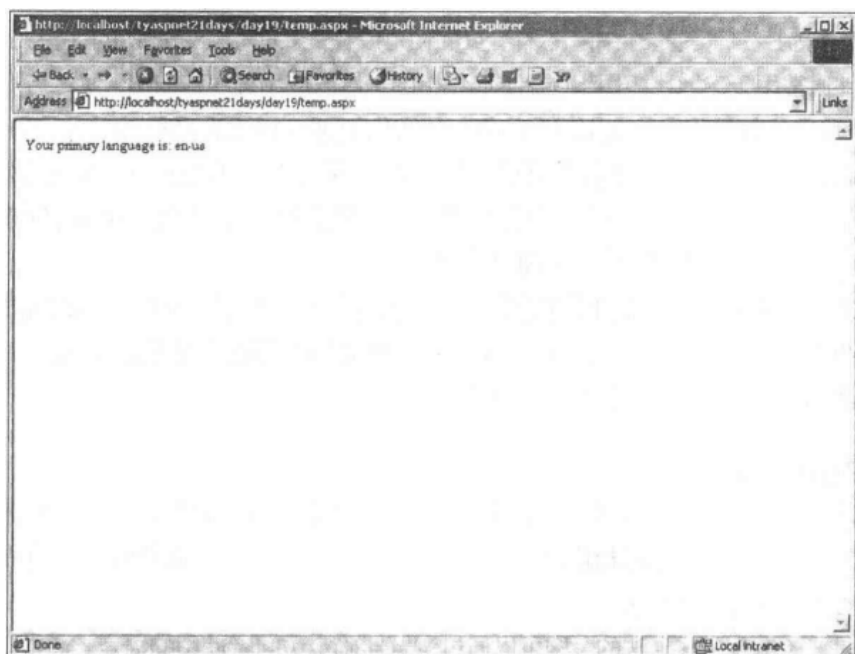 http://localhost/tyaspnet21days/day19/temp.aspx - Microsoft Internet Explorer
File Edit View Favorites Tools Help
Back Search Favorites History
Address http://localhost/tyaspnet21days/day19/temp.aspx Links
Your primary language is: en-us
Done Local intranet